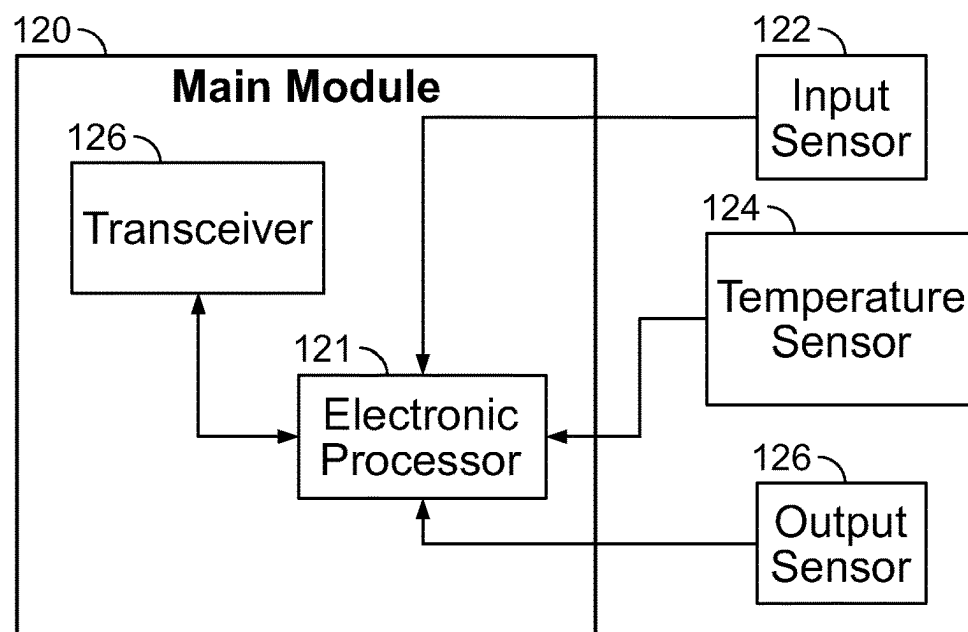 120
Main Module
126
Transceiver
121
Electronic
Processor
122
Input
Sensor
124
Temperature
Sensor
126
Output
Sensor